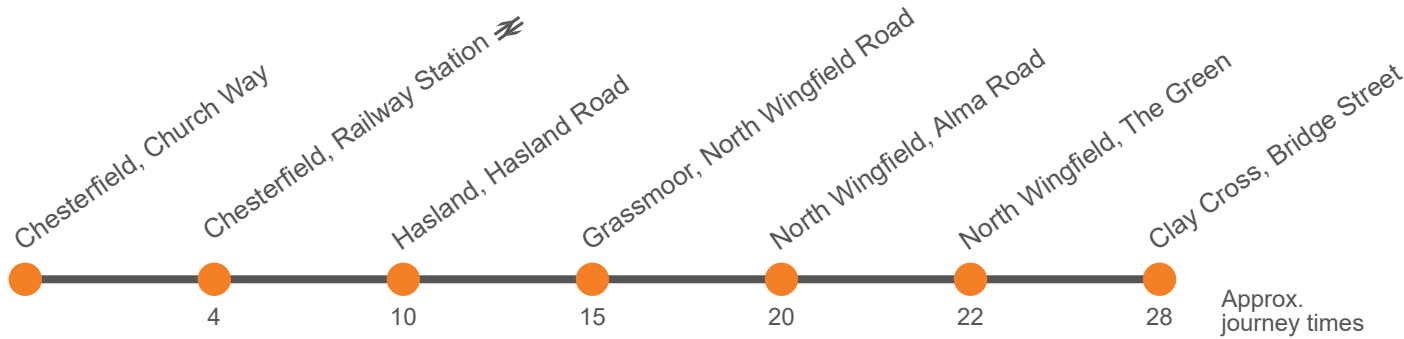 Chesterfield, Church Way
Chesterfield, Railway Station
Hasland, Hasland Road
Grassmoor, North Wingfield Road
North Wingfield, Alma Road
North Wingfield, The Green
Clay Cross, Bridge Street
4
10
15
20
22
28
Approx.
journey times